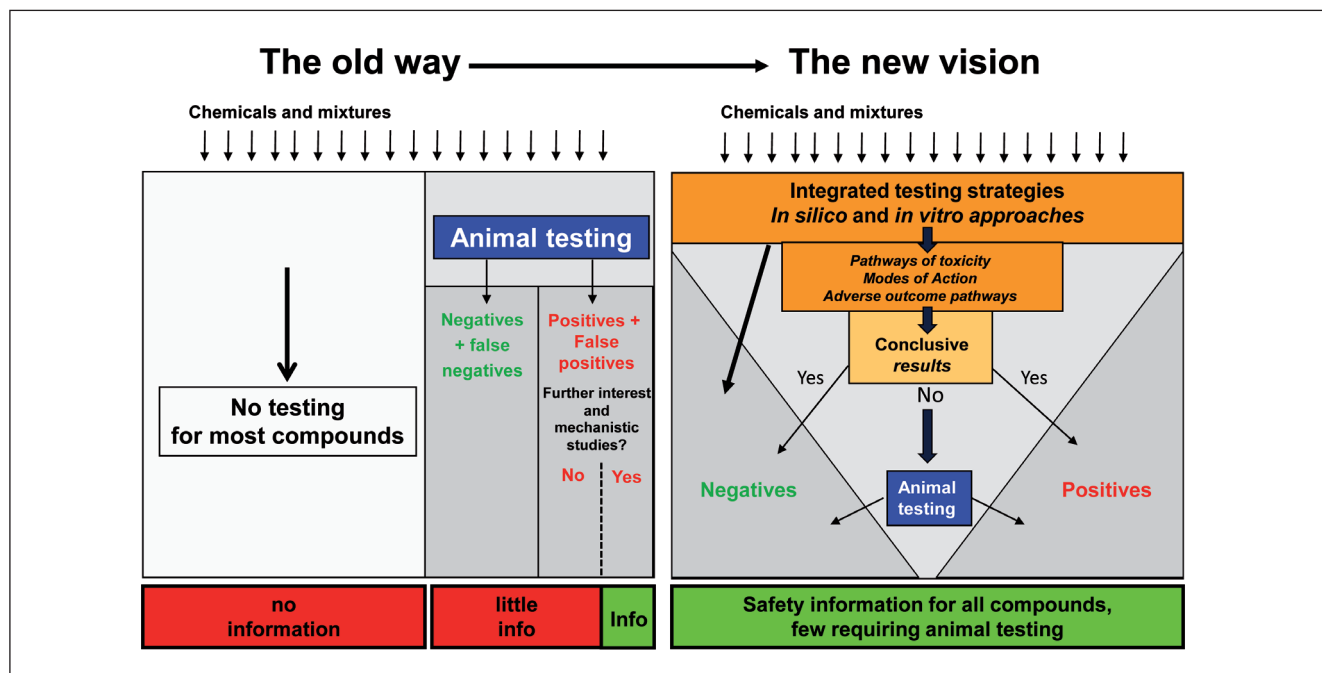 The old way
The new vision
Chemicals and mixtures
No testing
for most compounds
Animal testing
Negatives
+ false
negatives
Positives +
False
positives
Further interest
and
mechanistic
studies?
No
Yes
no
information
little
info
Info
Chemicals and mixtures
Integrated testing strategies
In silico and in vitro approaches
Pathways of toxicity
Modes of Action
Adverse outcome pathways
Conclusive
results
Yes
No
Yes
Negatives
Animal
testing
Positives
Safety information for all compounds,
few requiring animal testing